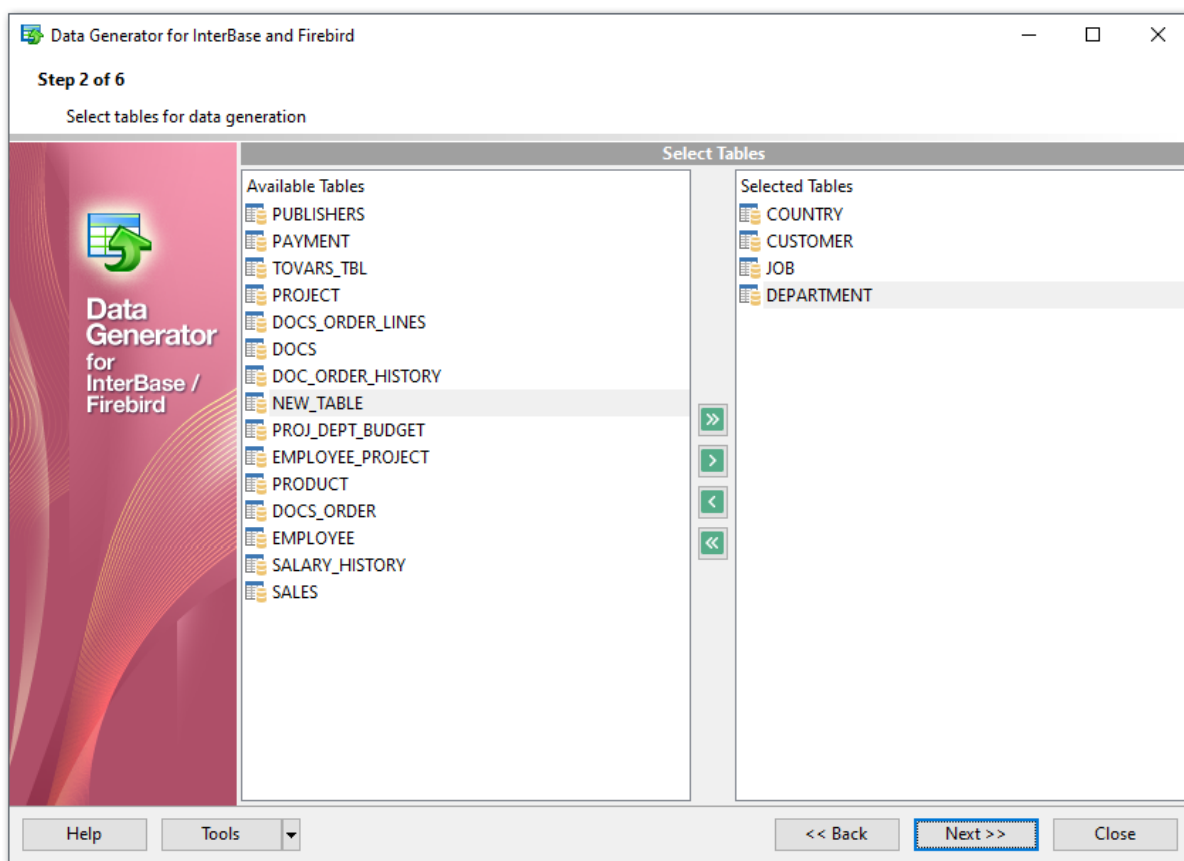 Data Generator for InterBase and Firebird
Step 2 of 6
Select tables for data generation
Data
Generator
for
InterBase /
Firebird
Select Tables
Available Tables
PUBLISHERS
PAYMENT
TOVARS_TBL
PROJECT
DOCS_ORDER_LINES
DOCS
DOC_ORDER_HISTORY
NEW_TABLE
PROJ_DEPT_BUDGET
EMPLOYEE_PROJECT
PRODUCT
DOCS_ORDER
EMPLOYEE
SALARY_HISTORY
SALES
Selected Tables
COUNTRY
CUSTOMER
JOB
DEPARTMENT
Help
Tools
<< Back
Next >>
Close